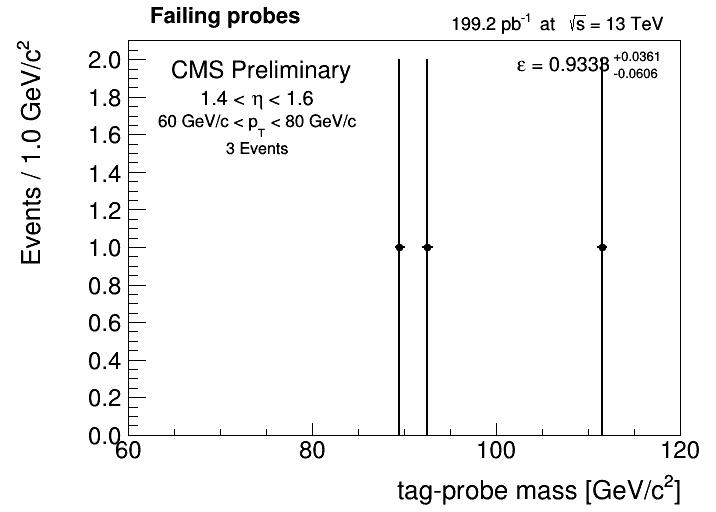 Failing probes
199.2 pb-1 at √s = 13 TeV
CMS Preliminary
ε = 0.9338 +0.0361 -0.0606
1.4 < η < 1.6
60 GeV/c < pT < 80 GeV/c
3 Events
Events / 1.0 GeV/c2
2.0
1.8
1.6
1.4
1.2
1.0
0.8
0.6
0.4
0.2
0.0
60 80 100 120
tag-probe mass [GeV/c2]